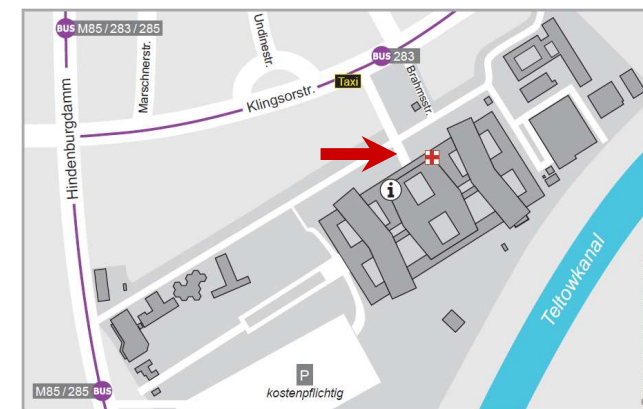 BUS M85 / 283 / 285
Marschnerstr.
Undinestr.
BUS 283
Taxi
Brahmsstr.
Klingsorstr.
Hindenburgdamm
i
Teltowkanal
P
kostenpflichtig
M85 / 285 BUS